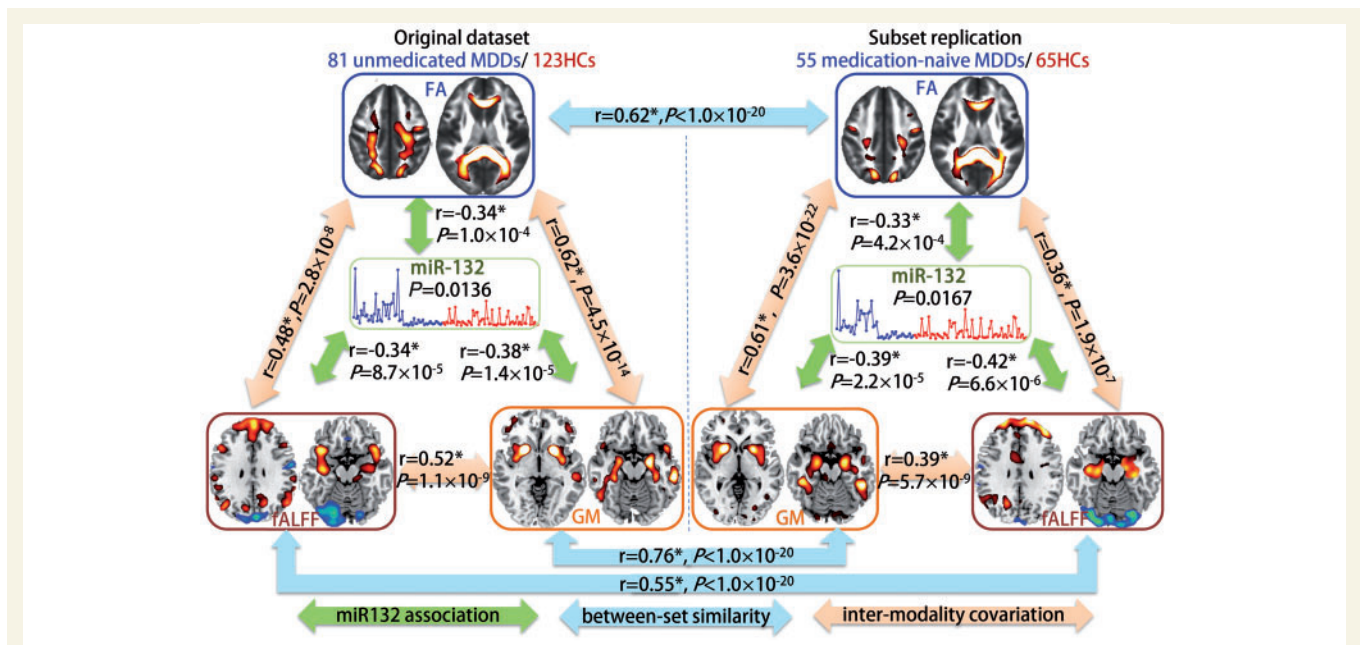 Original dataset
81 unmedicated MDDs/ 123HCs
Subset replication
55 medication-naive MDDs/ 65HCs
FA
FA
r=0.62*,P<1.0×10⁻²⁰
r=-0.34*
P=1.0×10⁻⁴
r=-0.33*
P=4.2×10⁻⁴
r=0.48*,P=2.8×10⁻⁸
r=0.62*, P=4.5×10⁻¹⁴
r=0.61*, P=3.6×10⁻²²
r=0.36*, P=1.9×10⁻⁷
miR-132
P=0.0136
miR-132
P=0.0167
r=-0.34*
P=8.7×10⁻⁵
r=-0.38*
P=1.4×10⁻⁵
r=-0.39*
P=2.2×10⁻⁵
r=-0.42*
P=6.6×10⁻⁶
r=0.52*
P=1.1×10⁻⁹
r=0.39*
P=5.7×10⁻⁹
fALFF
GM
GM
fALFF
r=0.76*, P<1.0×10⁻²⁰
r=0.55*, P<1.0×10⁻²⁰
miR132 association
between-set similarity
inter-modality covariation